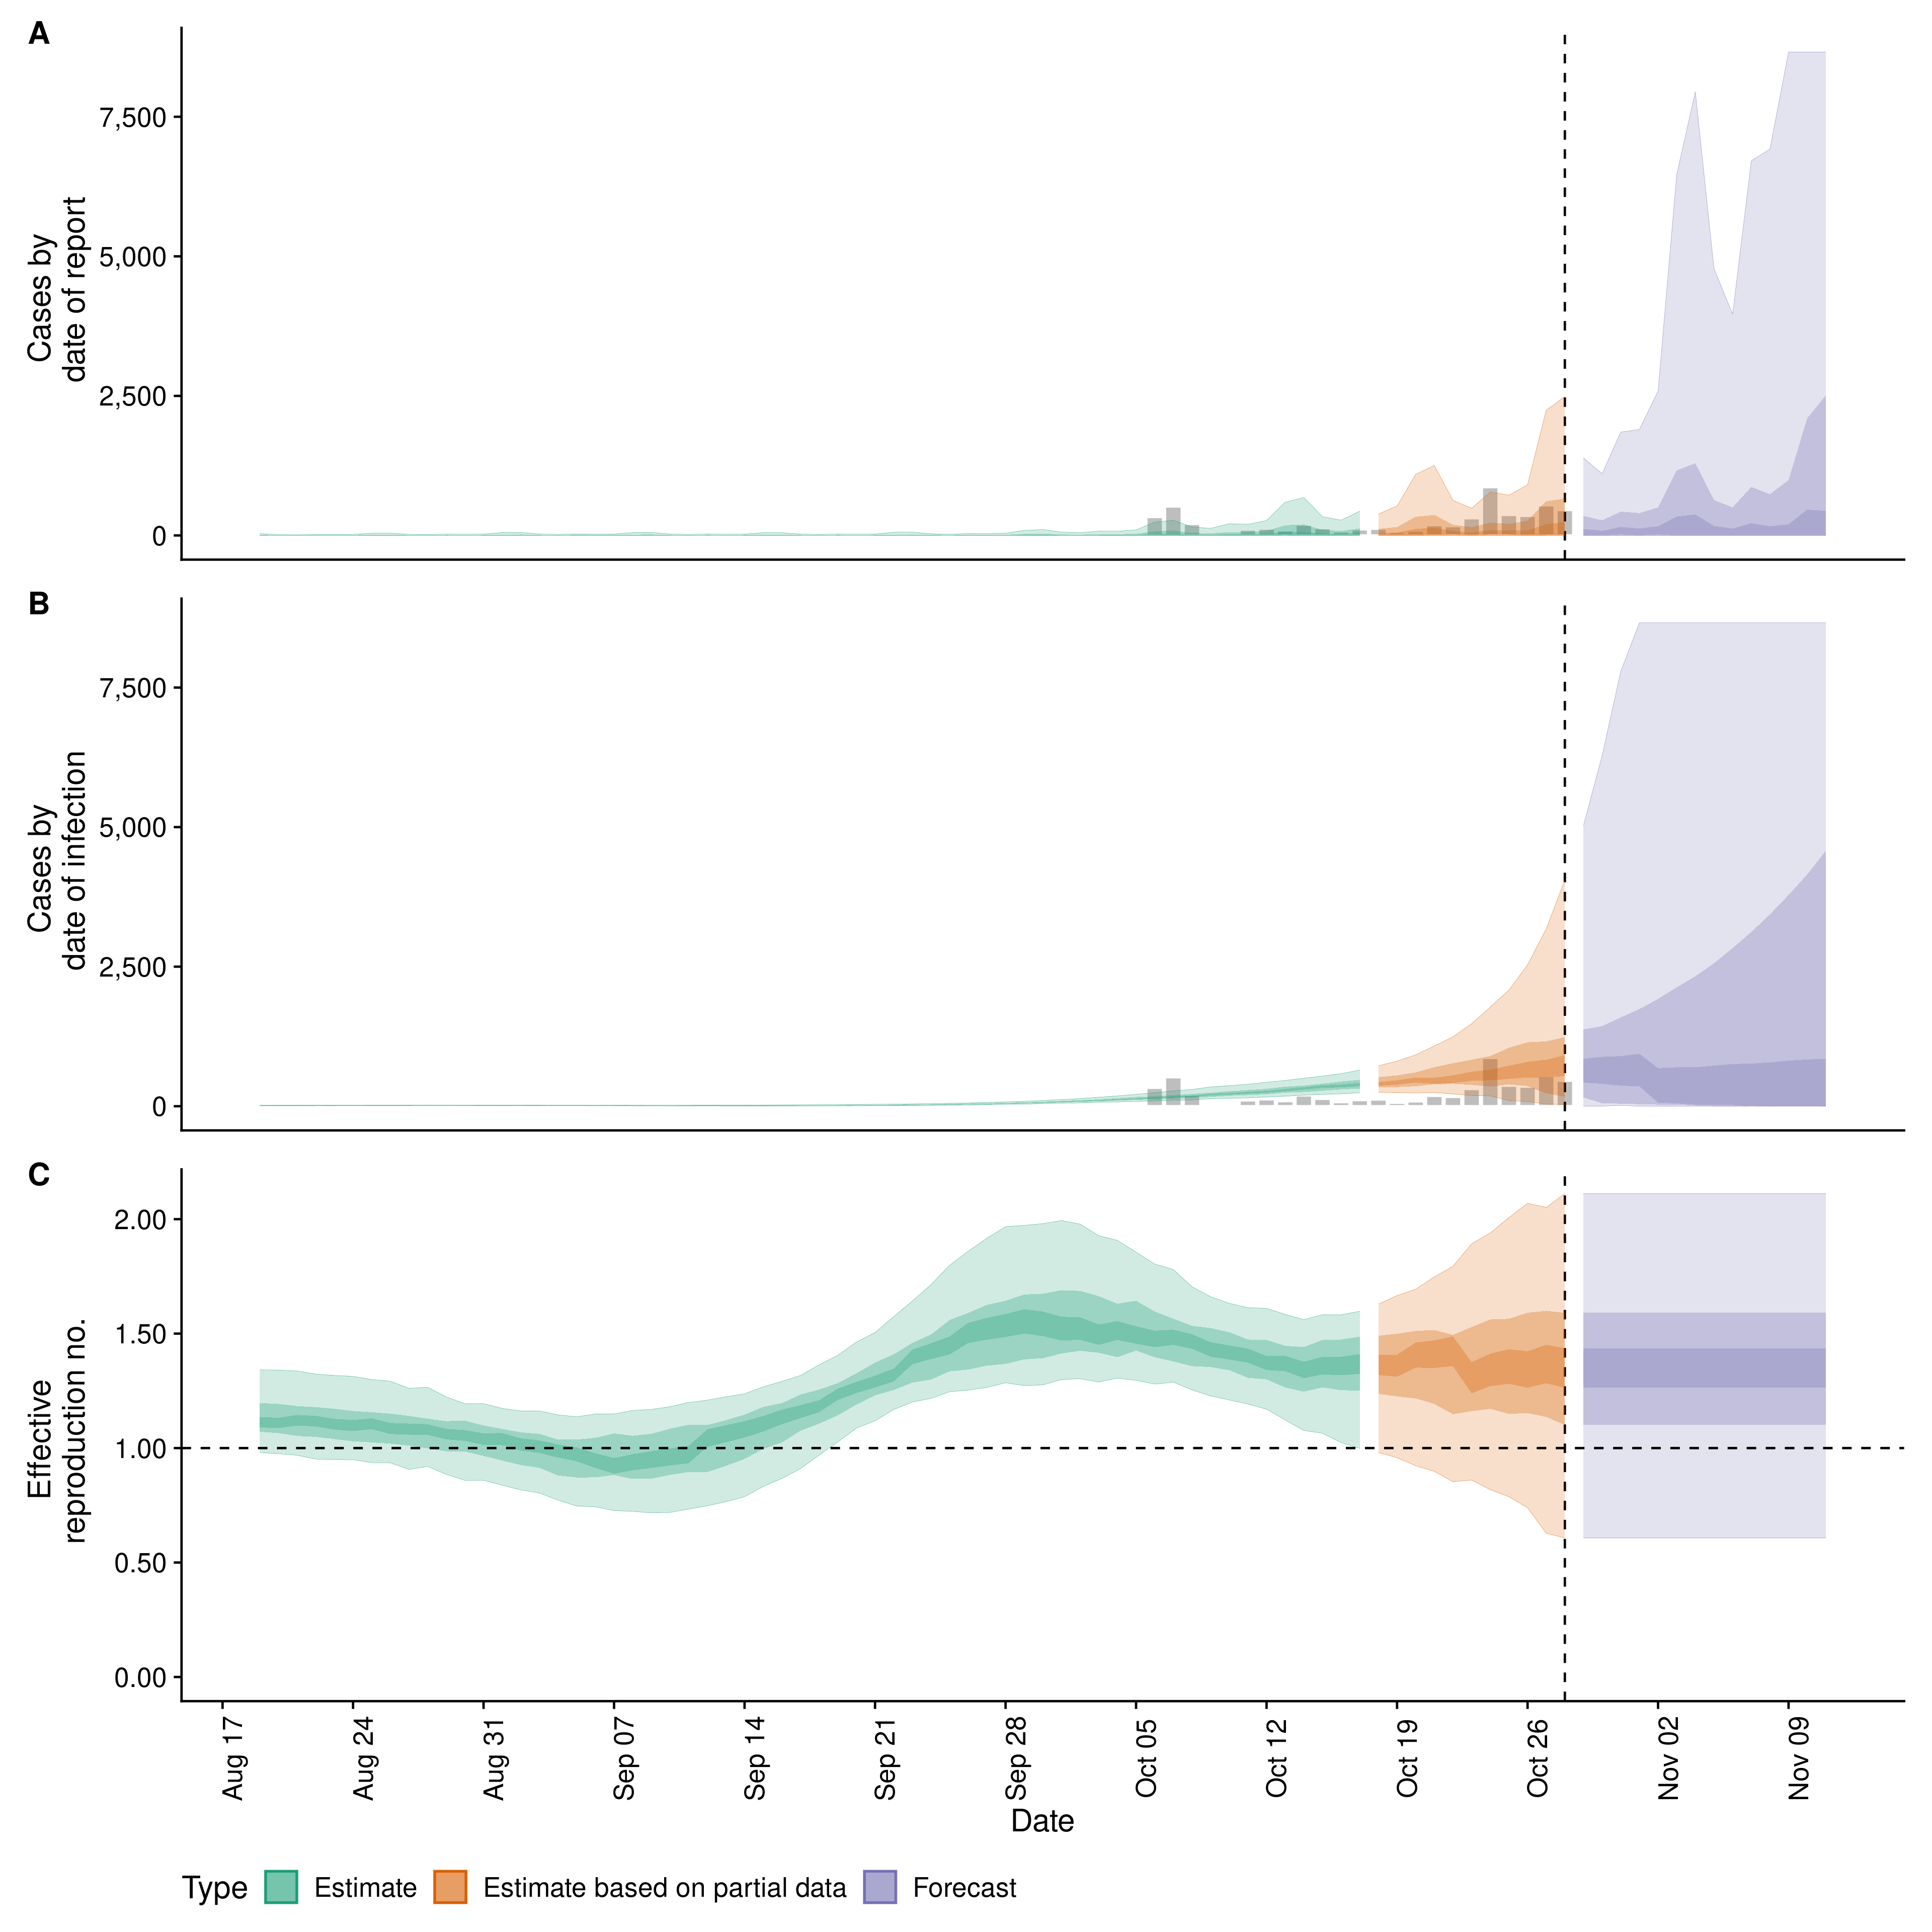 A
Cases by
date of report
7,500
5,000
2,500
0
B
Cases by
date of infection
7,500
5,000
2,500
0
C
Effective
reproduction no.
2.00
1.50
1.00
0.50
0.00
Aug 17
Aug 24
Aug 31
Sep 07
Sep 14
Sep 21
Sep 28
Oct 05
Oct 12
Oct 19
Oct 26
Nov 02
Nov 09
Date
Type Estimate Estimate based on partial data Forecast